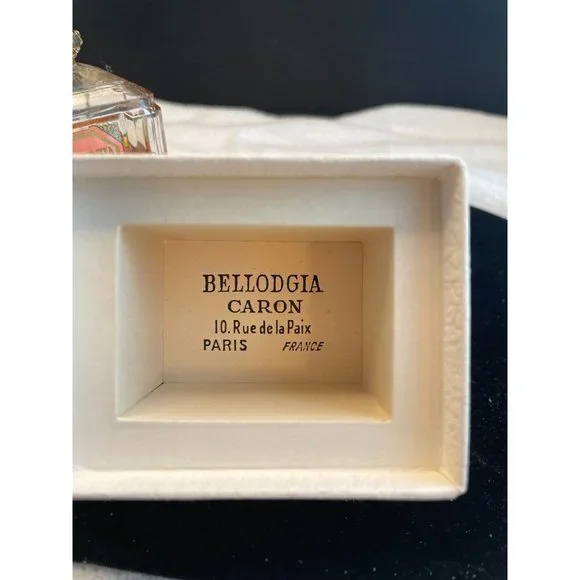 BELLODGIA
CARON
10. Rue de la Paix
PARIS FRANCE